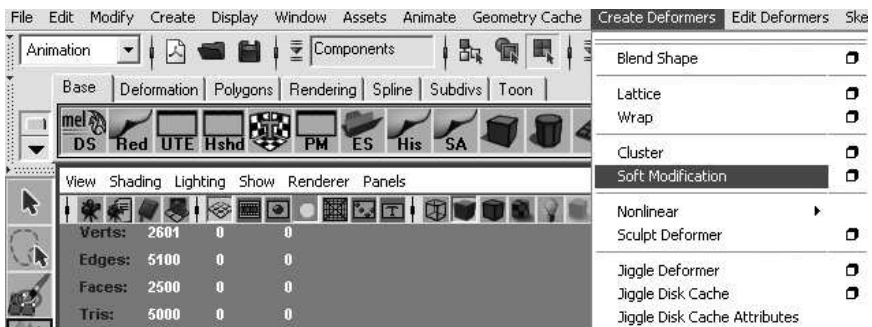 File Edit Modify Create Display Window Assets Animate Geometry Cache Create Deformers Edit Deformers Ske
Animation
Components
Base Deformation Polygons Rendering Spline Subdivs Toon
mel
DS Red UTE Hshd PM ES His SA
View Shading Lighting Show Renderer Panels
Verts: 2601 0 0
Edges: 5100 0 0
Faces: 2500 0 0
Tris: 5000 0 0
Blend Shape
Lattice
Wrap
Cluster
Soft Modification
Nonlinear
Sculpt Deformer
Jiggle Deformer
Jiggle Disk Cache
Jiggle Disk Cache Attributes